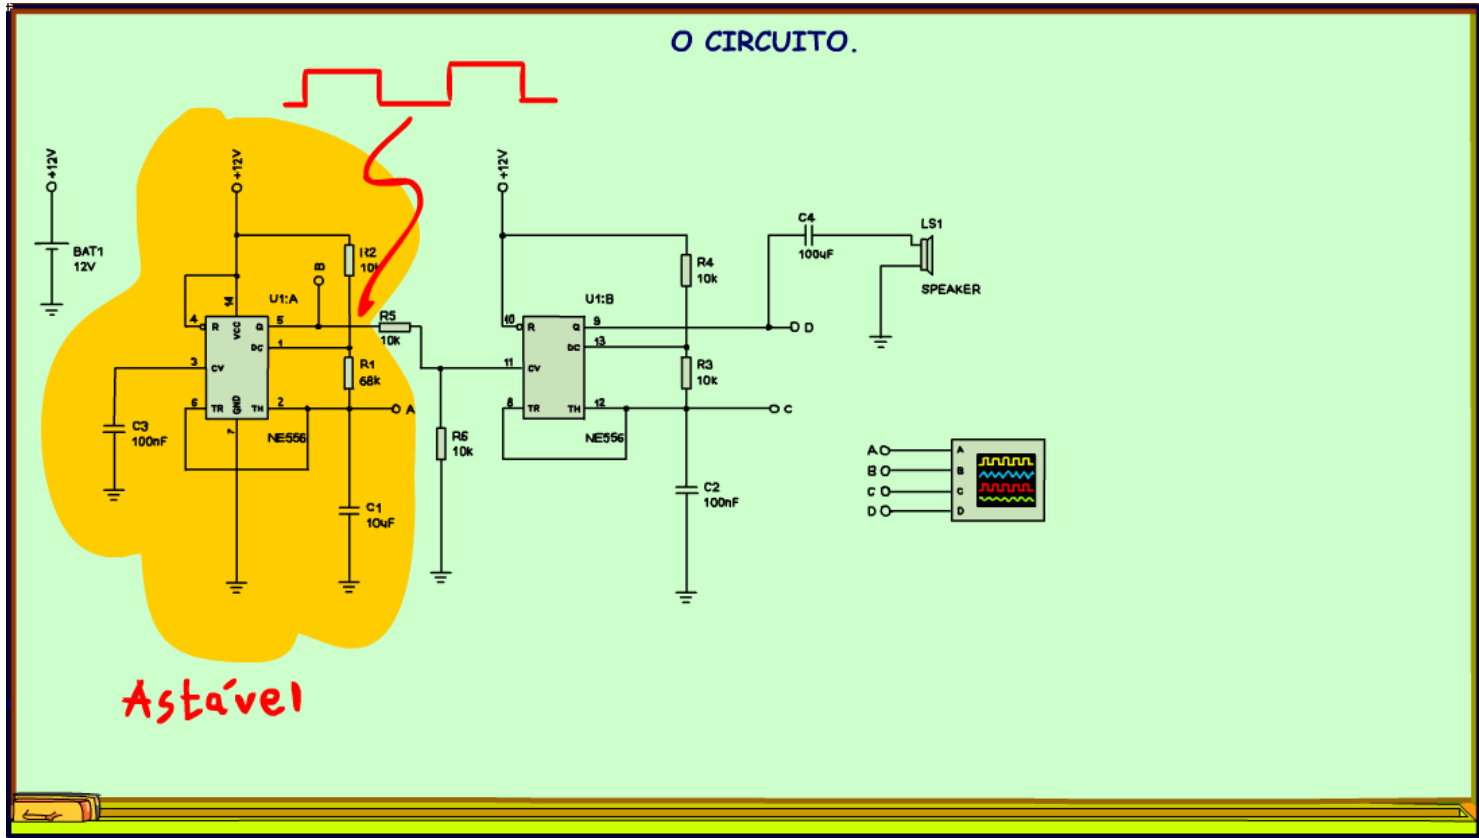 O CIRCUITO.
+12V
BAT1
12V
+12V
R2
10k
B
U1:A
14
4
R
VCC
Q
5
DC
1
3
CV
6
TR
GND
TH
2
7
NE556
R1
68k
A
C3
100nF
C1
10uF
R5
10k
R6
10k
+12V
R4
10k
U1:B
10
R
Q
9
DC
13
11
CV
8
TR
TH
12
NE556
R3
10k
D
C
C2
100nF
C4
100uF
LS1
SPEAKER
A A
B B
C C
D D
Astável